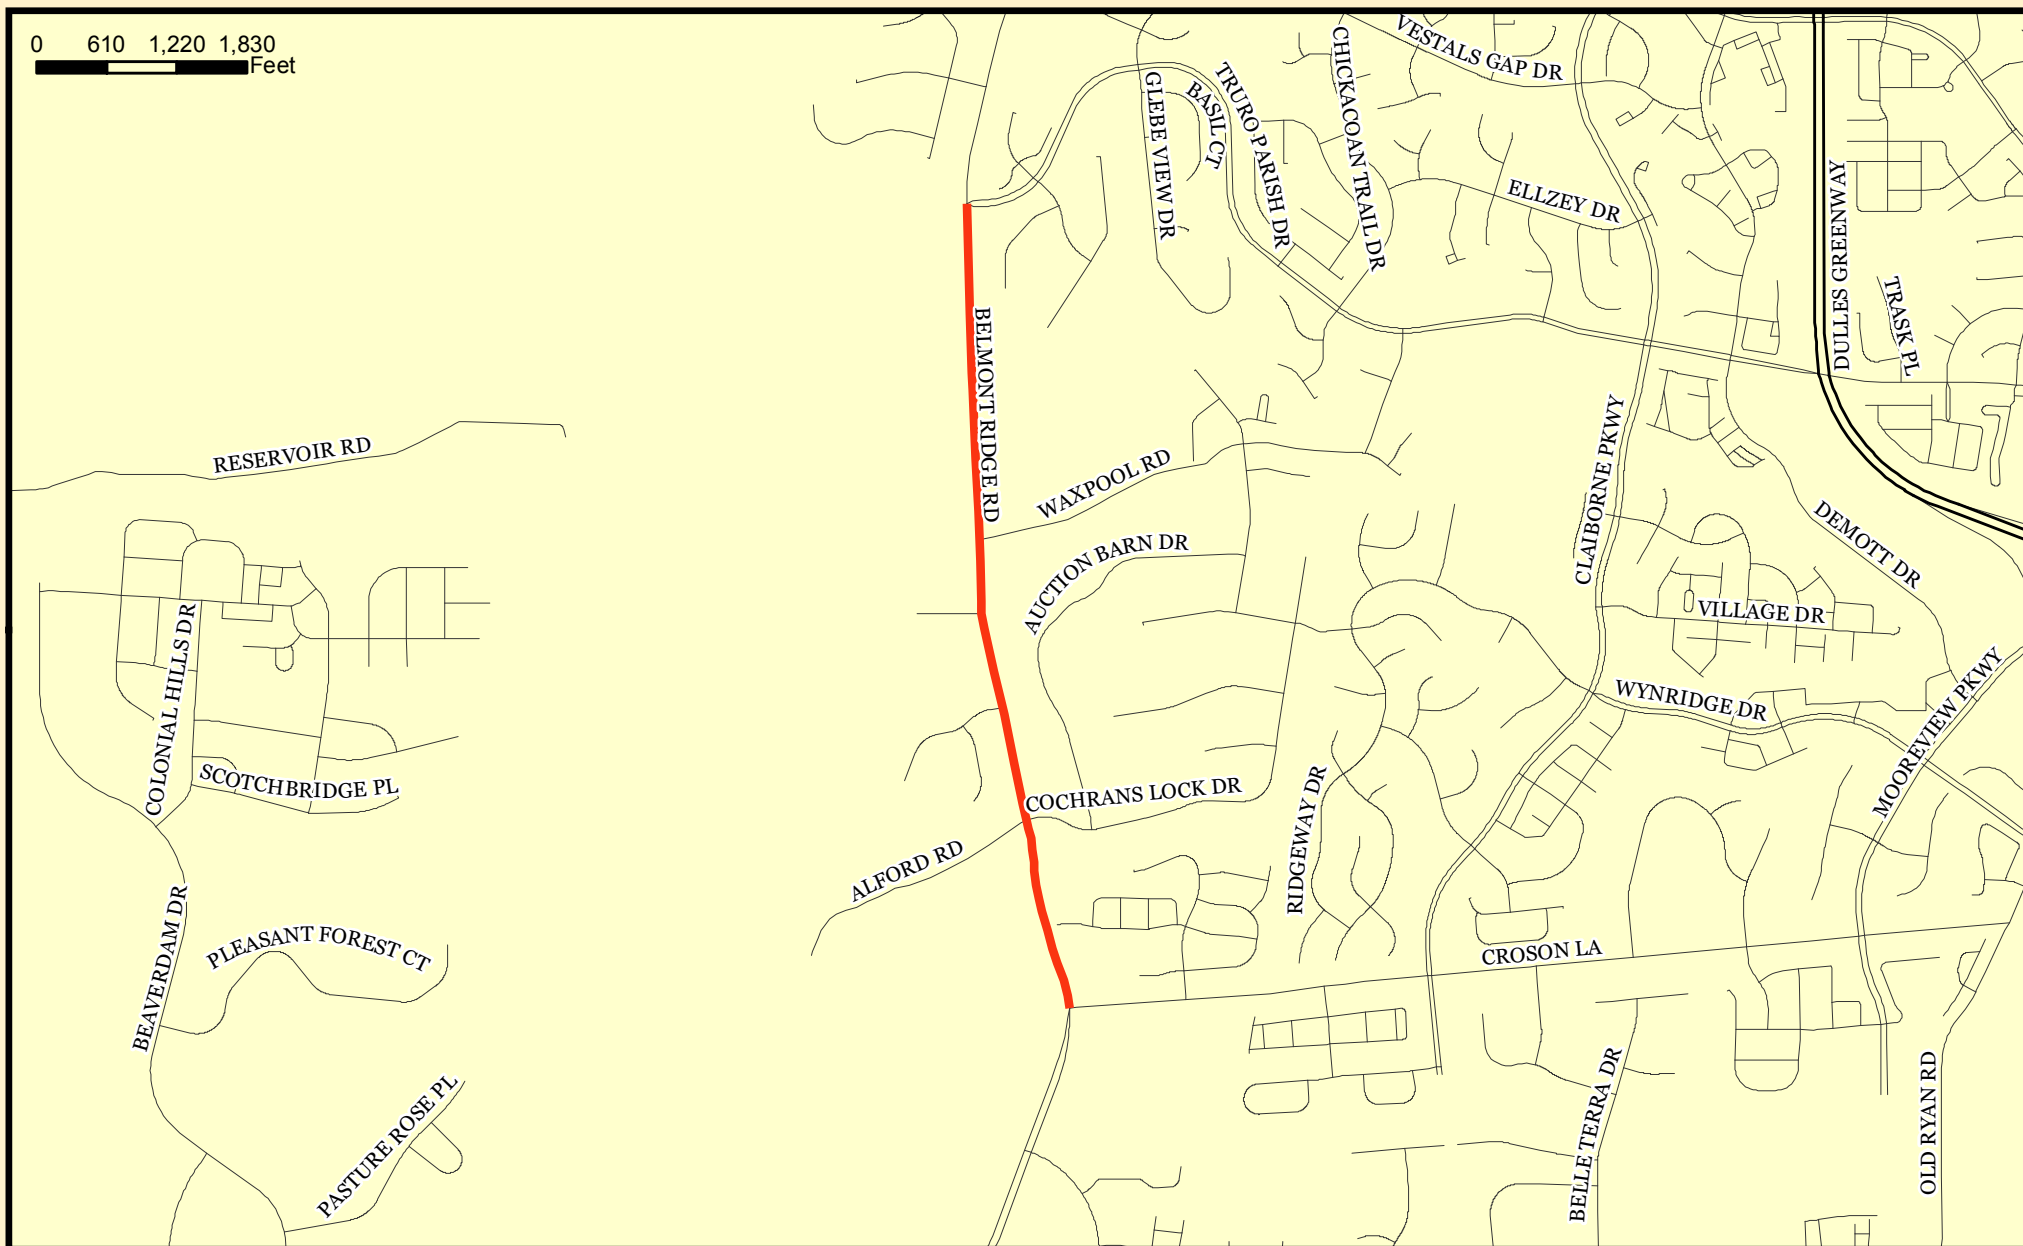 0 610 1,220 1,830
Feet
VESTALS GAP DR
CHICKACOAN TRAIL DR
TRURO PARISH DR
BASIL CT
GLEBE VIEW DR
ELLZEY DR
DULLES GREENWAY
TRASK PL
BELMONT RIDGE RD
RESERVOIR RD
WAXPOOL RD
CLAIBORNE PKWY
AUCTION BARN DR
DEMOTT DR
VILLAGE DR
COLONIAL HILLS DR
WYNRIDGE DR
MOOREVIEW PKWY
SCOTCHBRIDGE PL
COCHRANS LOCK DR
RIDGEWAY DR
ALFORD RD
BEAVERDAM DR
PLEASANT FOREST CT
CROSON LA
BELLE TERRA DR
OLD RYAN RD
PASTURE ROSE PL